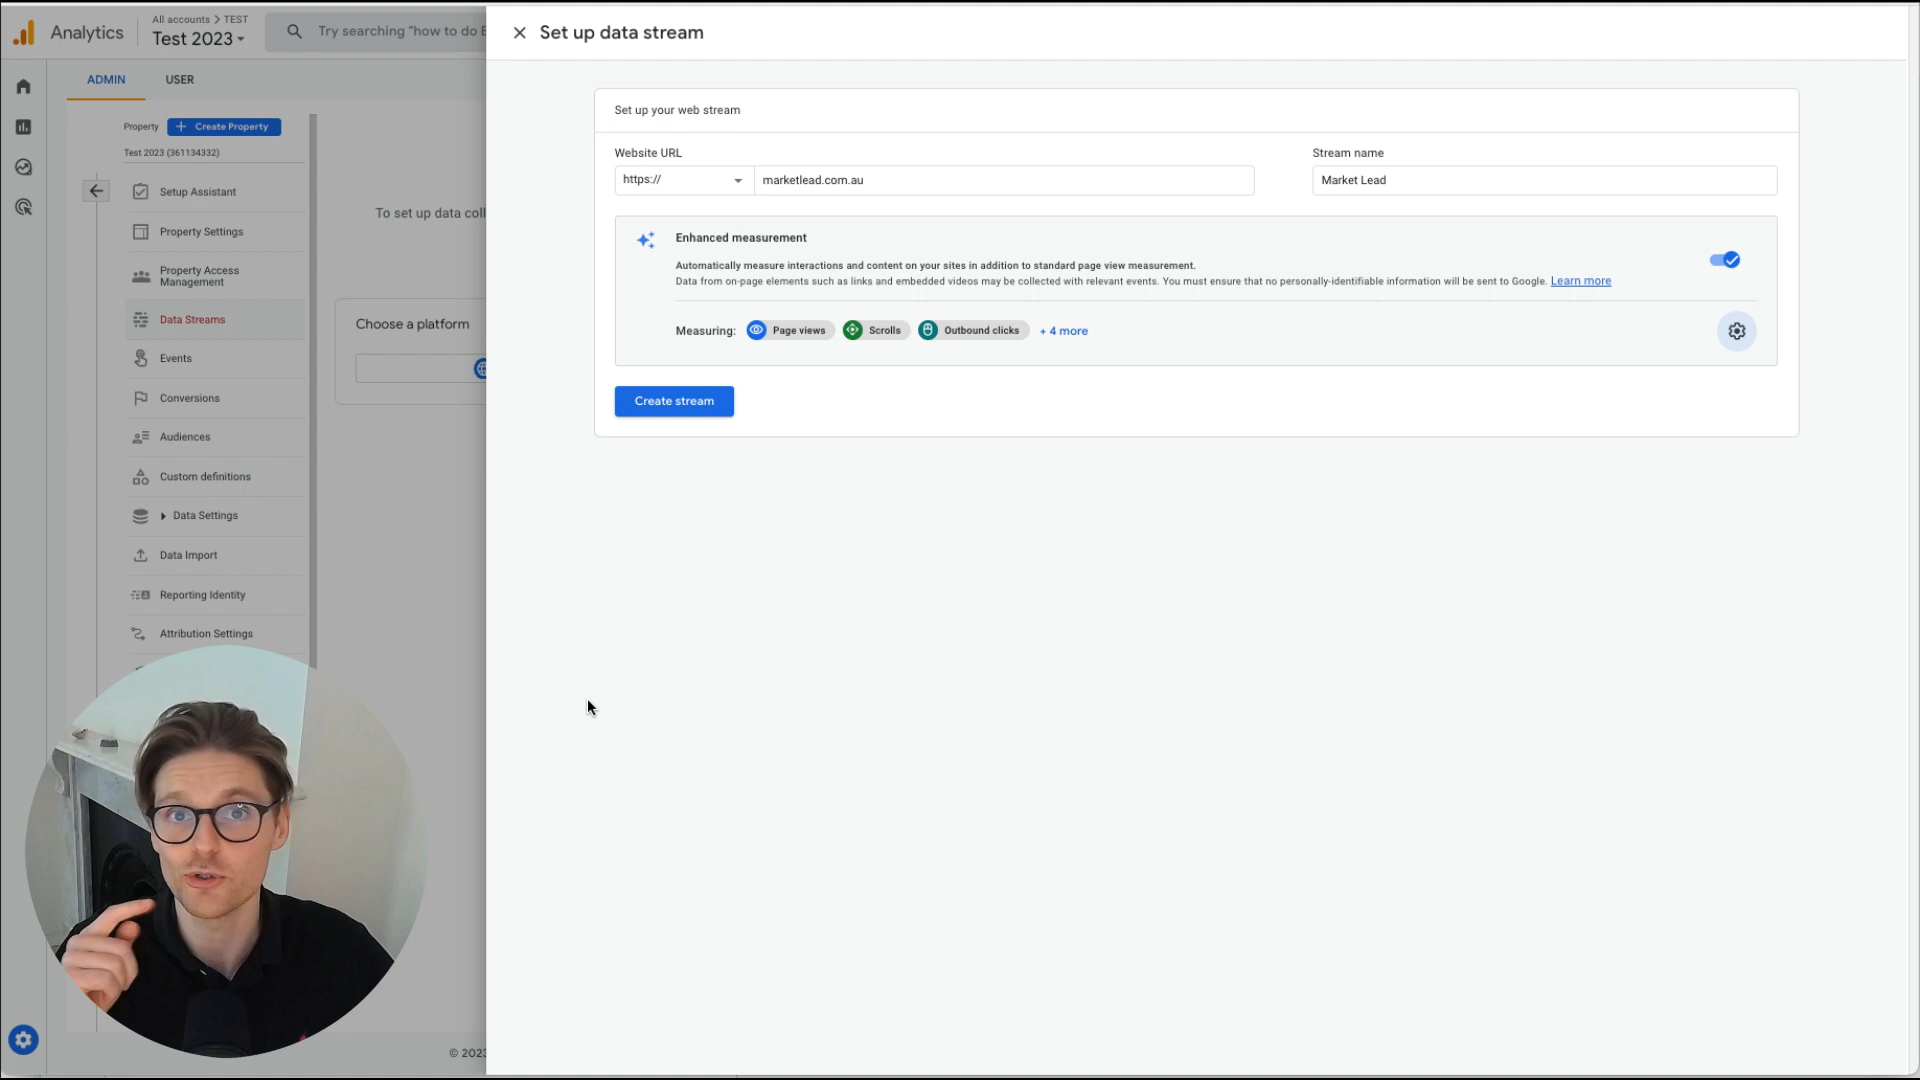 Analytics
All accounts > TEST
Test 2023
Try searching "how to do
ADMIN
USER
Property
Create Property
Test 2023 (361134332)
Setup Assistant
Property Settings
Property Access
Management
Data Streams
Events
Conversions
Audiences
Custom definitions
Data Settings
Data Import
Reporting Identity
Attribution Settings
To set up data coll
Choose a platform
© 2023
Set up data stream
Set up your web stream
Website URL
Stream name
https://
marketlead.com.au
Market Lead
Enhanced measurement
Automatically measure interactions and content on your sites in addition to standard page view measurement.
Data from on-page elements such as links and embedded videos may be collected with relevant events. You must ensure that no personally-identifiable information will be sent to Google. Learn more
Measuring: Page views Scrolls Outbound clicks + 4 more
Create stream